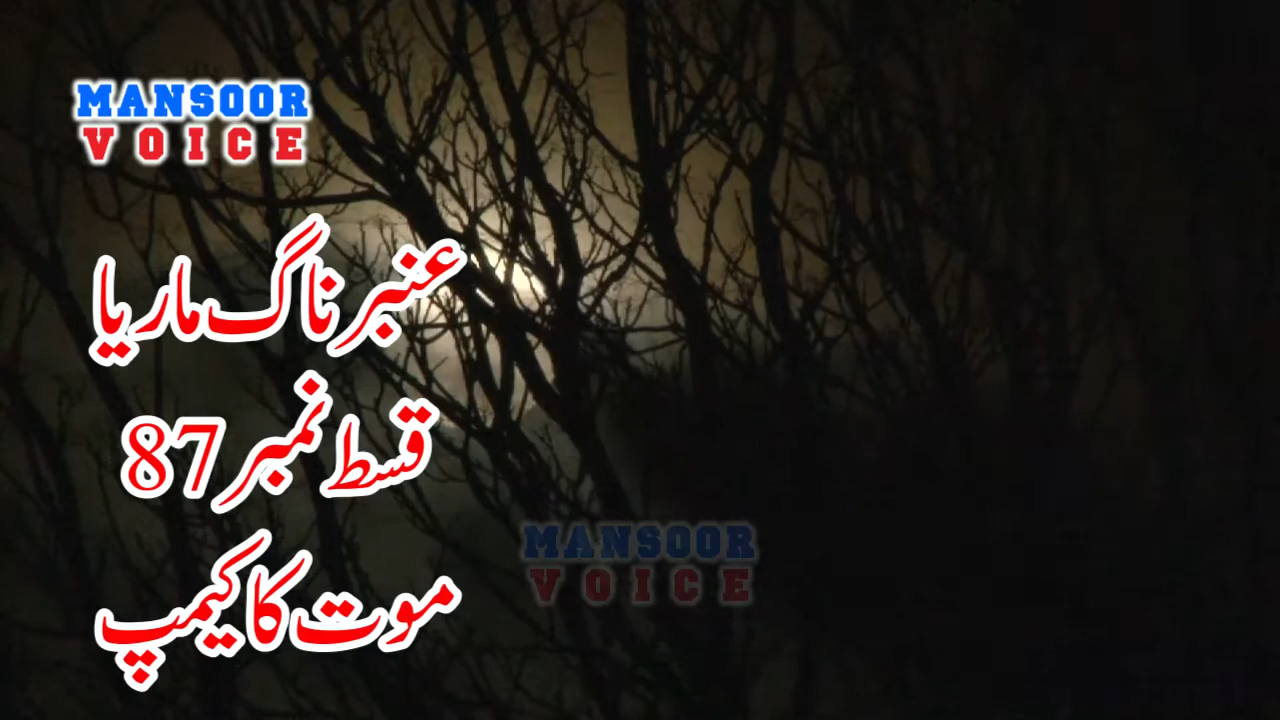 MANSOOR
VOICE
عنبر ناگ ماریا
قسط نمبر 87
موت کا کیمپ
MANSOOR
VOICE